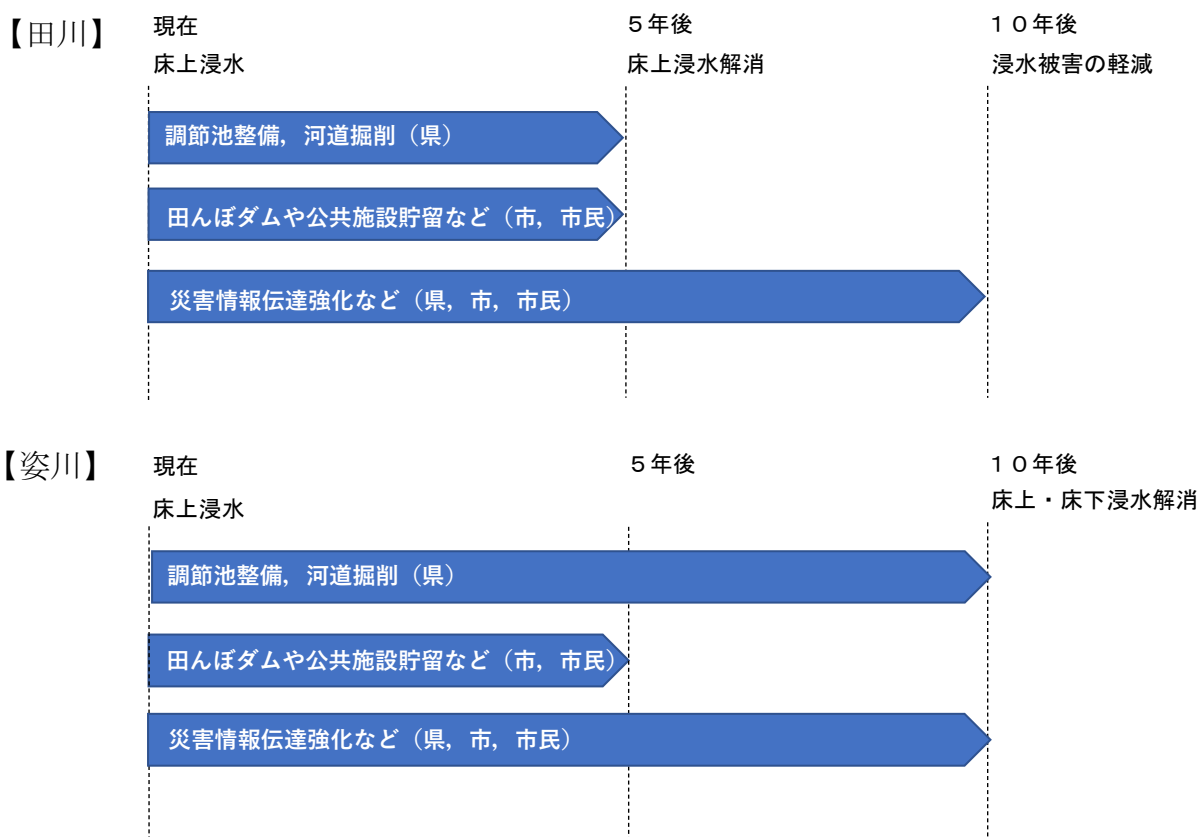 【田川】
現在
5年後
10年後
床上浸水
床上浸水解消
浸水被害の軽減
調節池整備，河道掘削（県）
田んぼダムや公共施設貯留など（市，市民）
災害情報伝達強化など（県，市，市民）
【姿川】
現在
5年後
10年後
床上浸水
床上・床下浸水解消
調節池整備，河道掘削（県）
田んぼダムや公共施設貯留など（市，市民）
災害情報伝達強化など（県，市，市民）